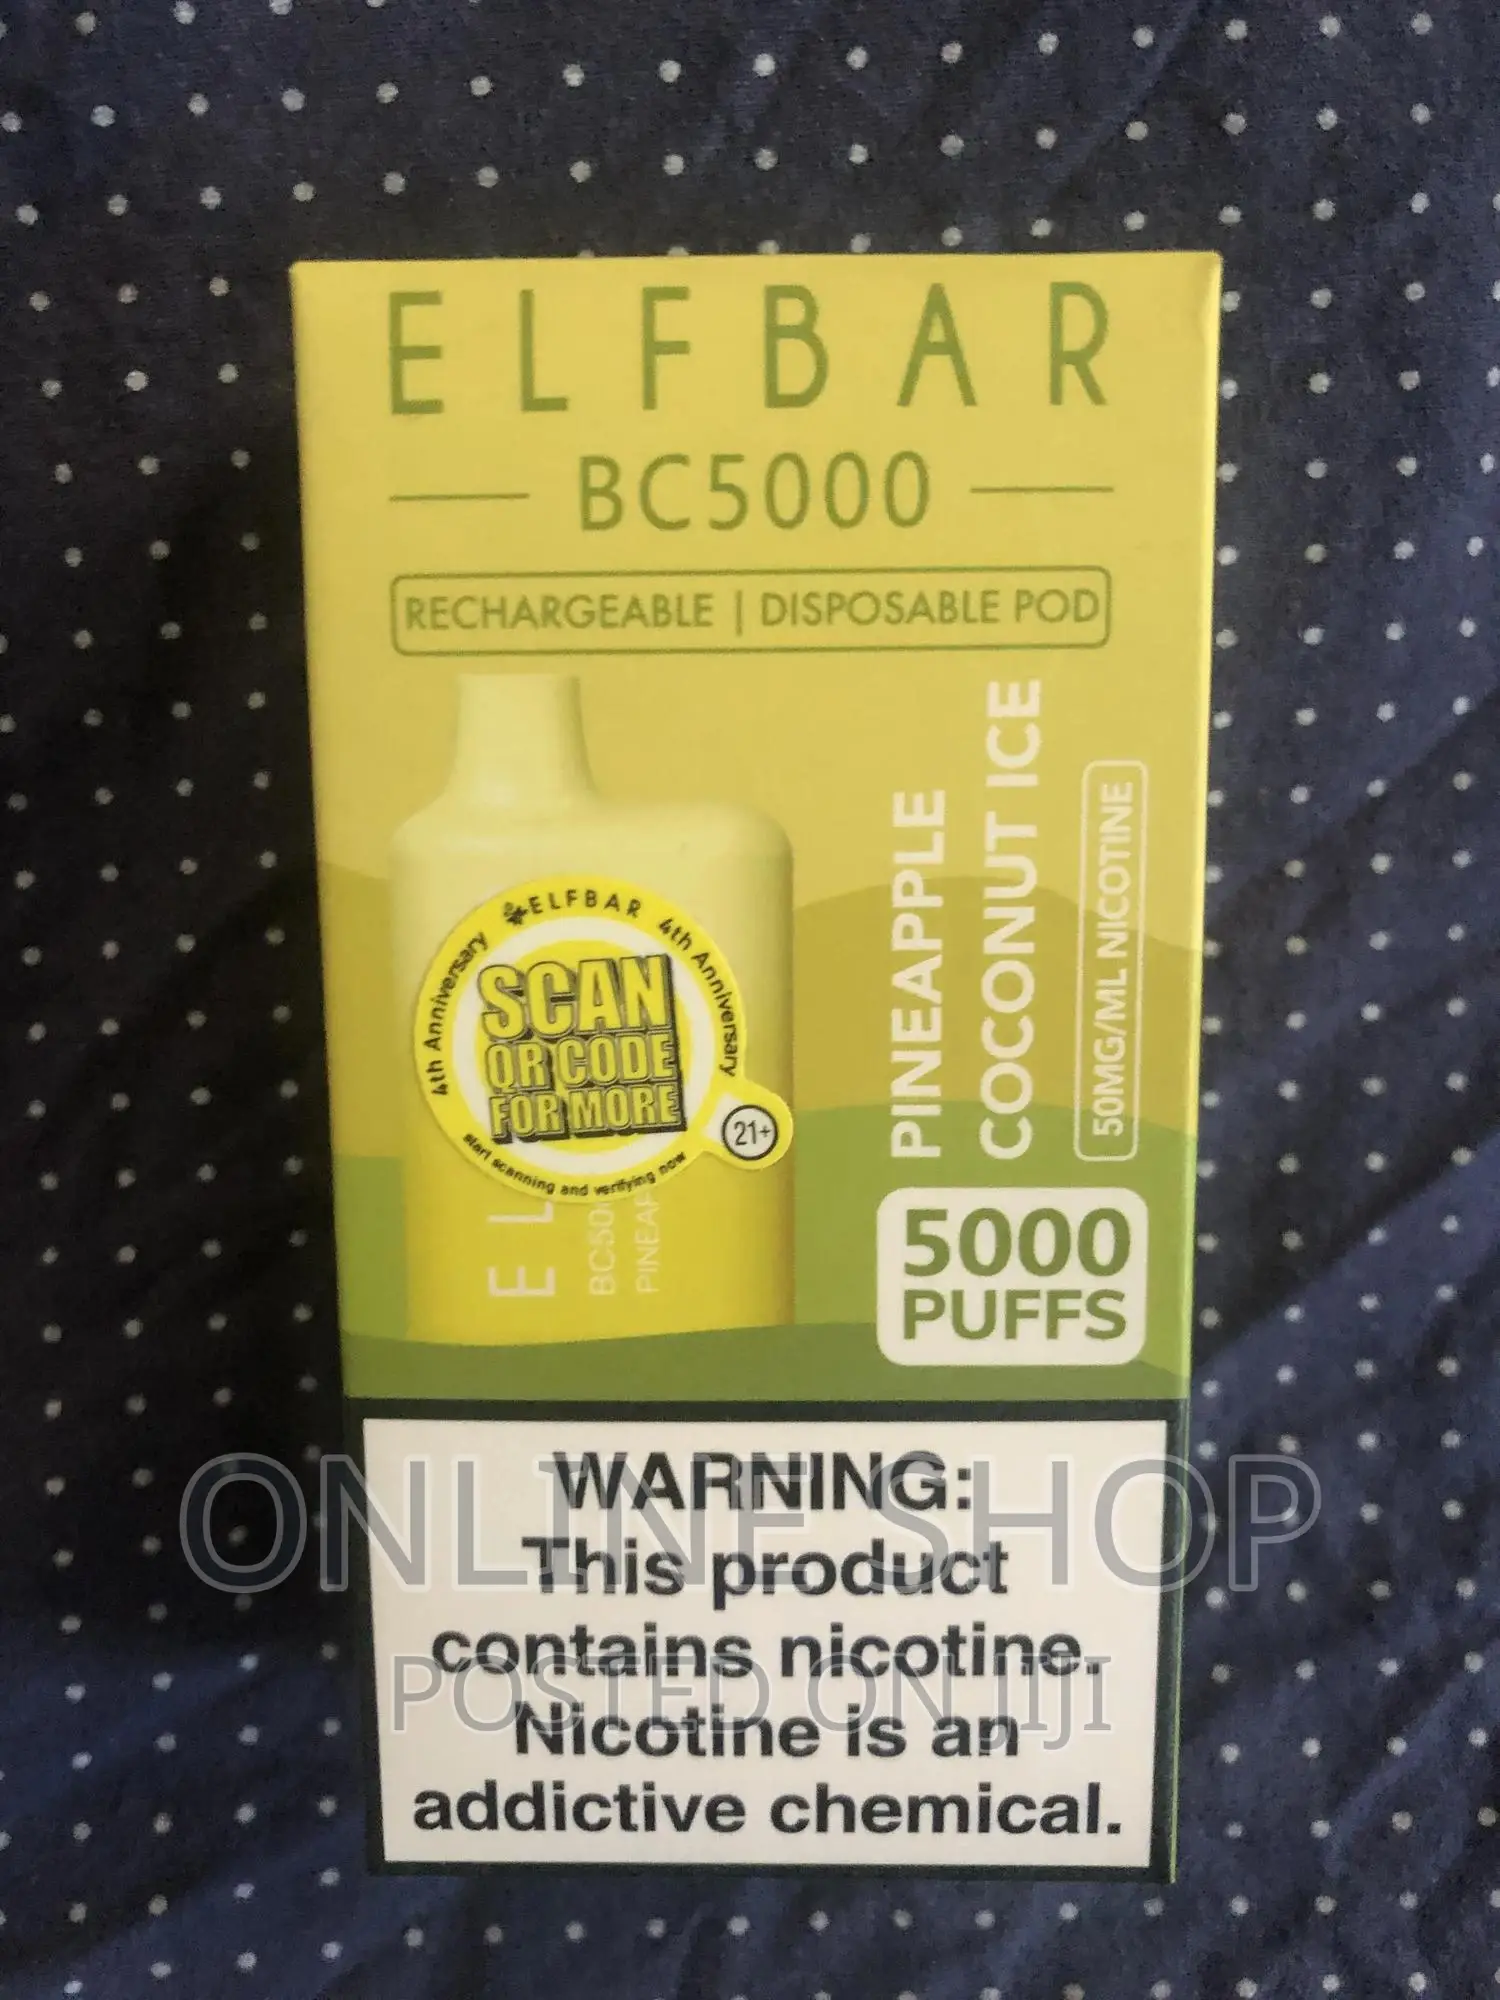 ELFBAR
BC5000
RECHARGEABLE | DISPOSABLE POD
PINEAPPLE
COCONUT ICE
50MG/ML NICOTINE
4th Anniversary
ELFBAR
4th Anniversary
SCAN
QR CODE
FOR MORE
start scanning and verifying now
21+
E L
BC500
PINEAP
5000
PUFFS
WARNING:
This product
contains nicotine.
Nicotine is an
addictive chemical.
ONLINE SHOP
POSTED ON JIJI